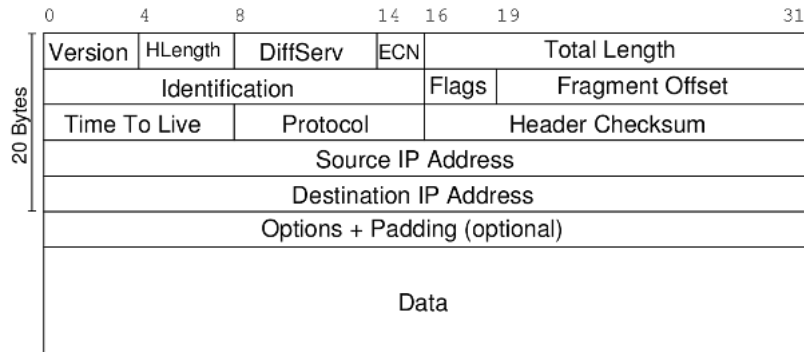 0 4 8 14 16 19 31
Version HLength DiffServ ECN Total Length
Identification Flags Fragment Offset
Time To Live Protocol Header Checksum
Source IP Address
Destination IP Address
20 Bytes
Options + Padding (optional)
Data